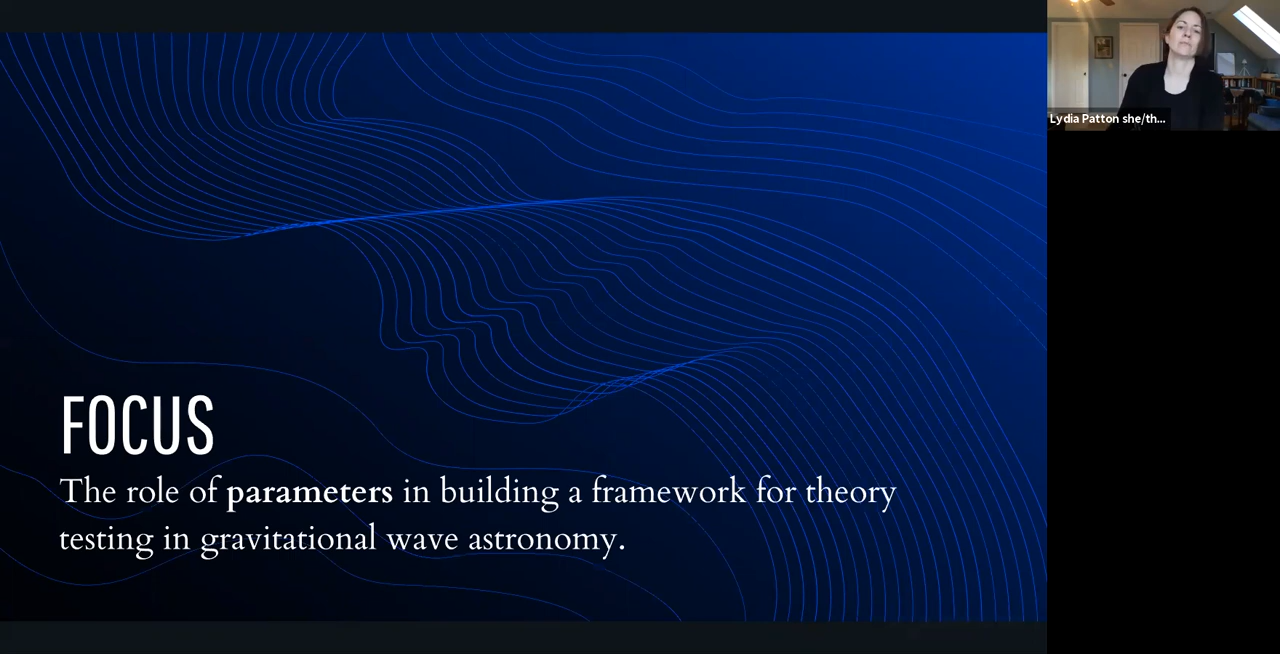 FOCUS
The role of parameters in building a framework for theory
testing in gravitational wave astronomy.
Lydia Patton she/th...